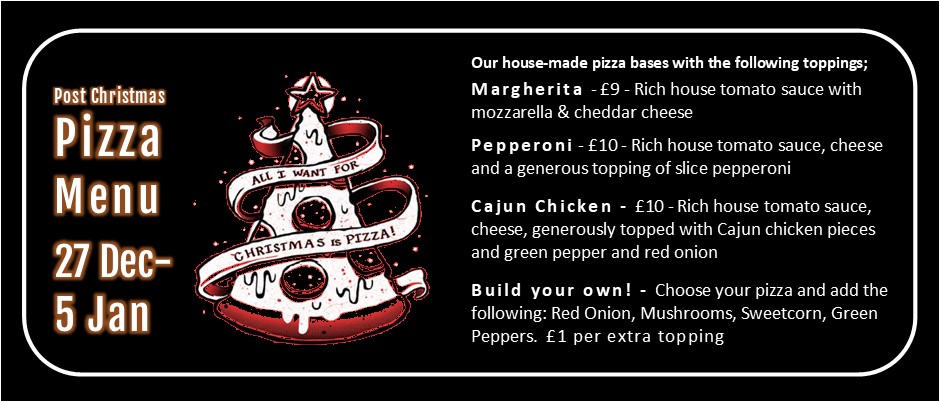 Post Christmas
Pizza
Menu
27 Dec-
5 Jan
ALL I WANT FOR
CHRISTMAS IS PIZZA!
Our house-made pizza bases with the following toppings;
Margherita - £9 - Rich house tomato sauce with
mozzarella & cheddar cheese
Pepperoni - £10 - Rich house tomato sauce, cheese
and a generous topping of slice pepperoni
Cajun Chicken - £10 - Rich house tomato sauce,
cheese, generously topped with Cajun chicken pieces
and green pepper and red onion
Build your own! - Choose your pizza and add the
following: Red Onion, Mushrooms, Sweetcorn, Green
Peppers. £1 per extra topping